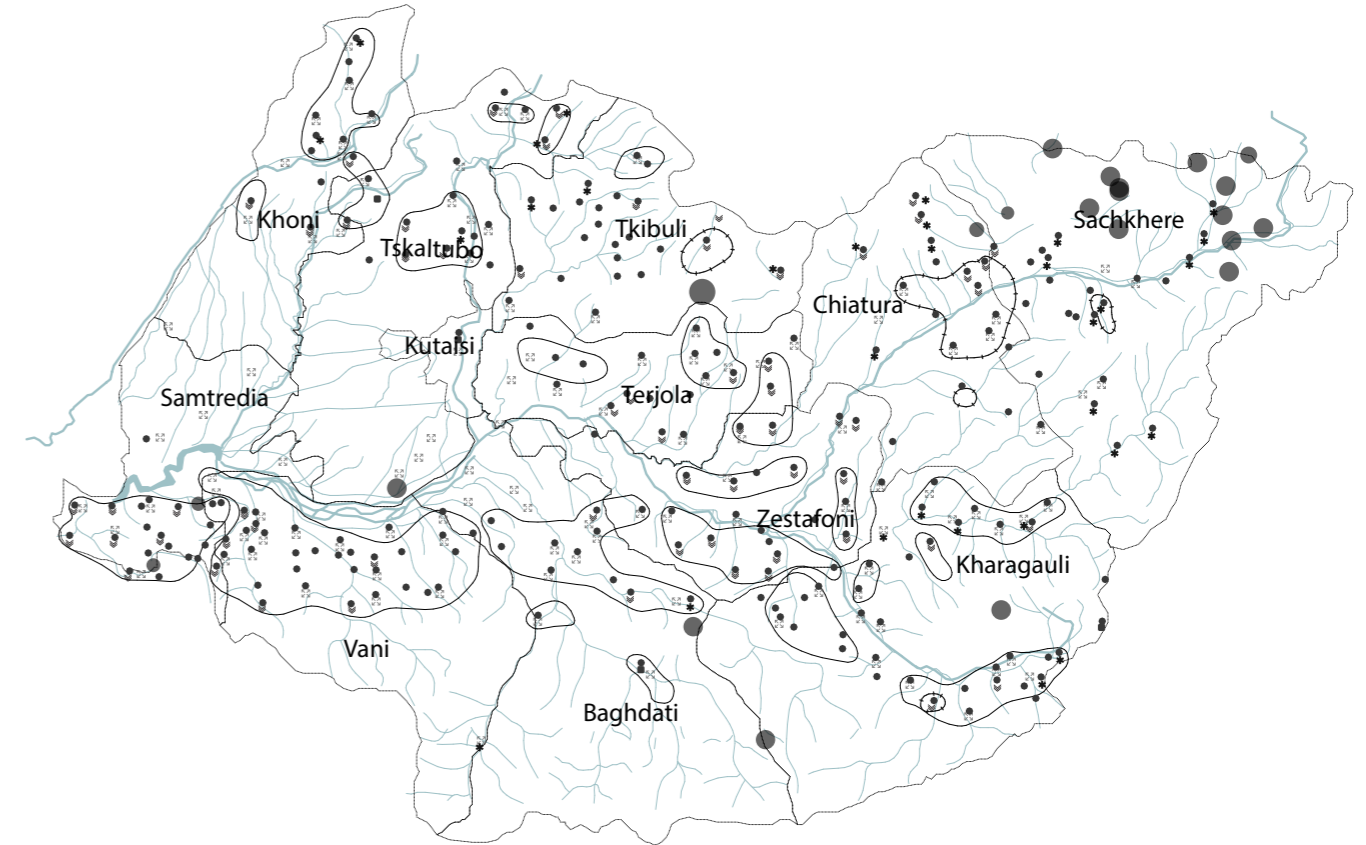 Khoni
Tskaltubo
Tkibuli
Sachkhere
Chiatura
Kutaisi
Samtredia
Terjola
Zestafoni
Kharagauli
Vani
Baghdati